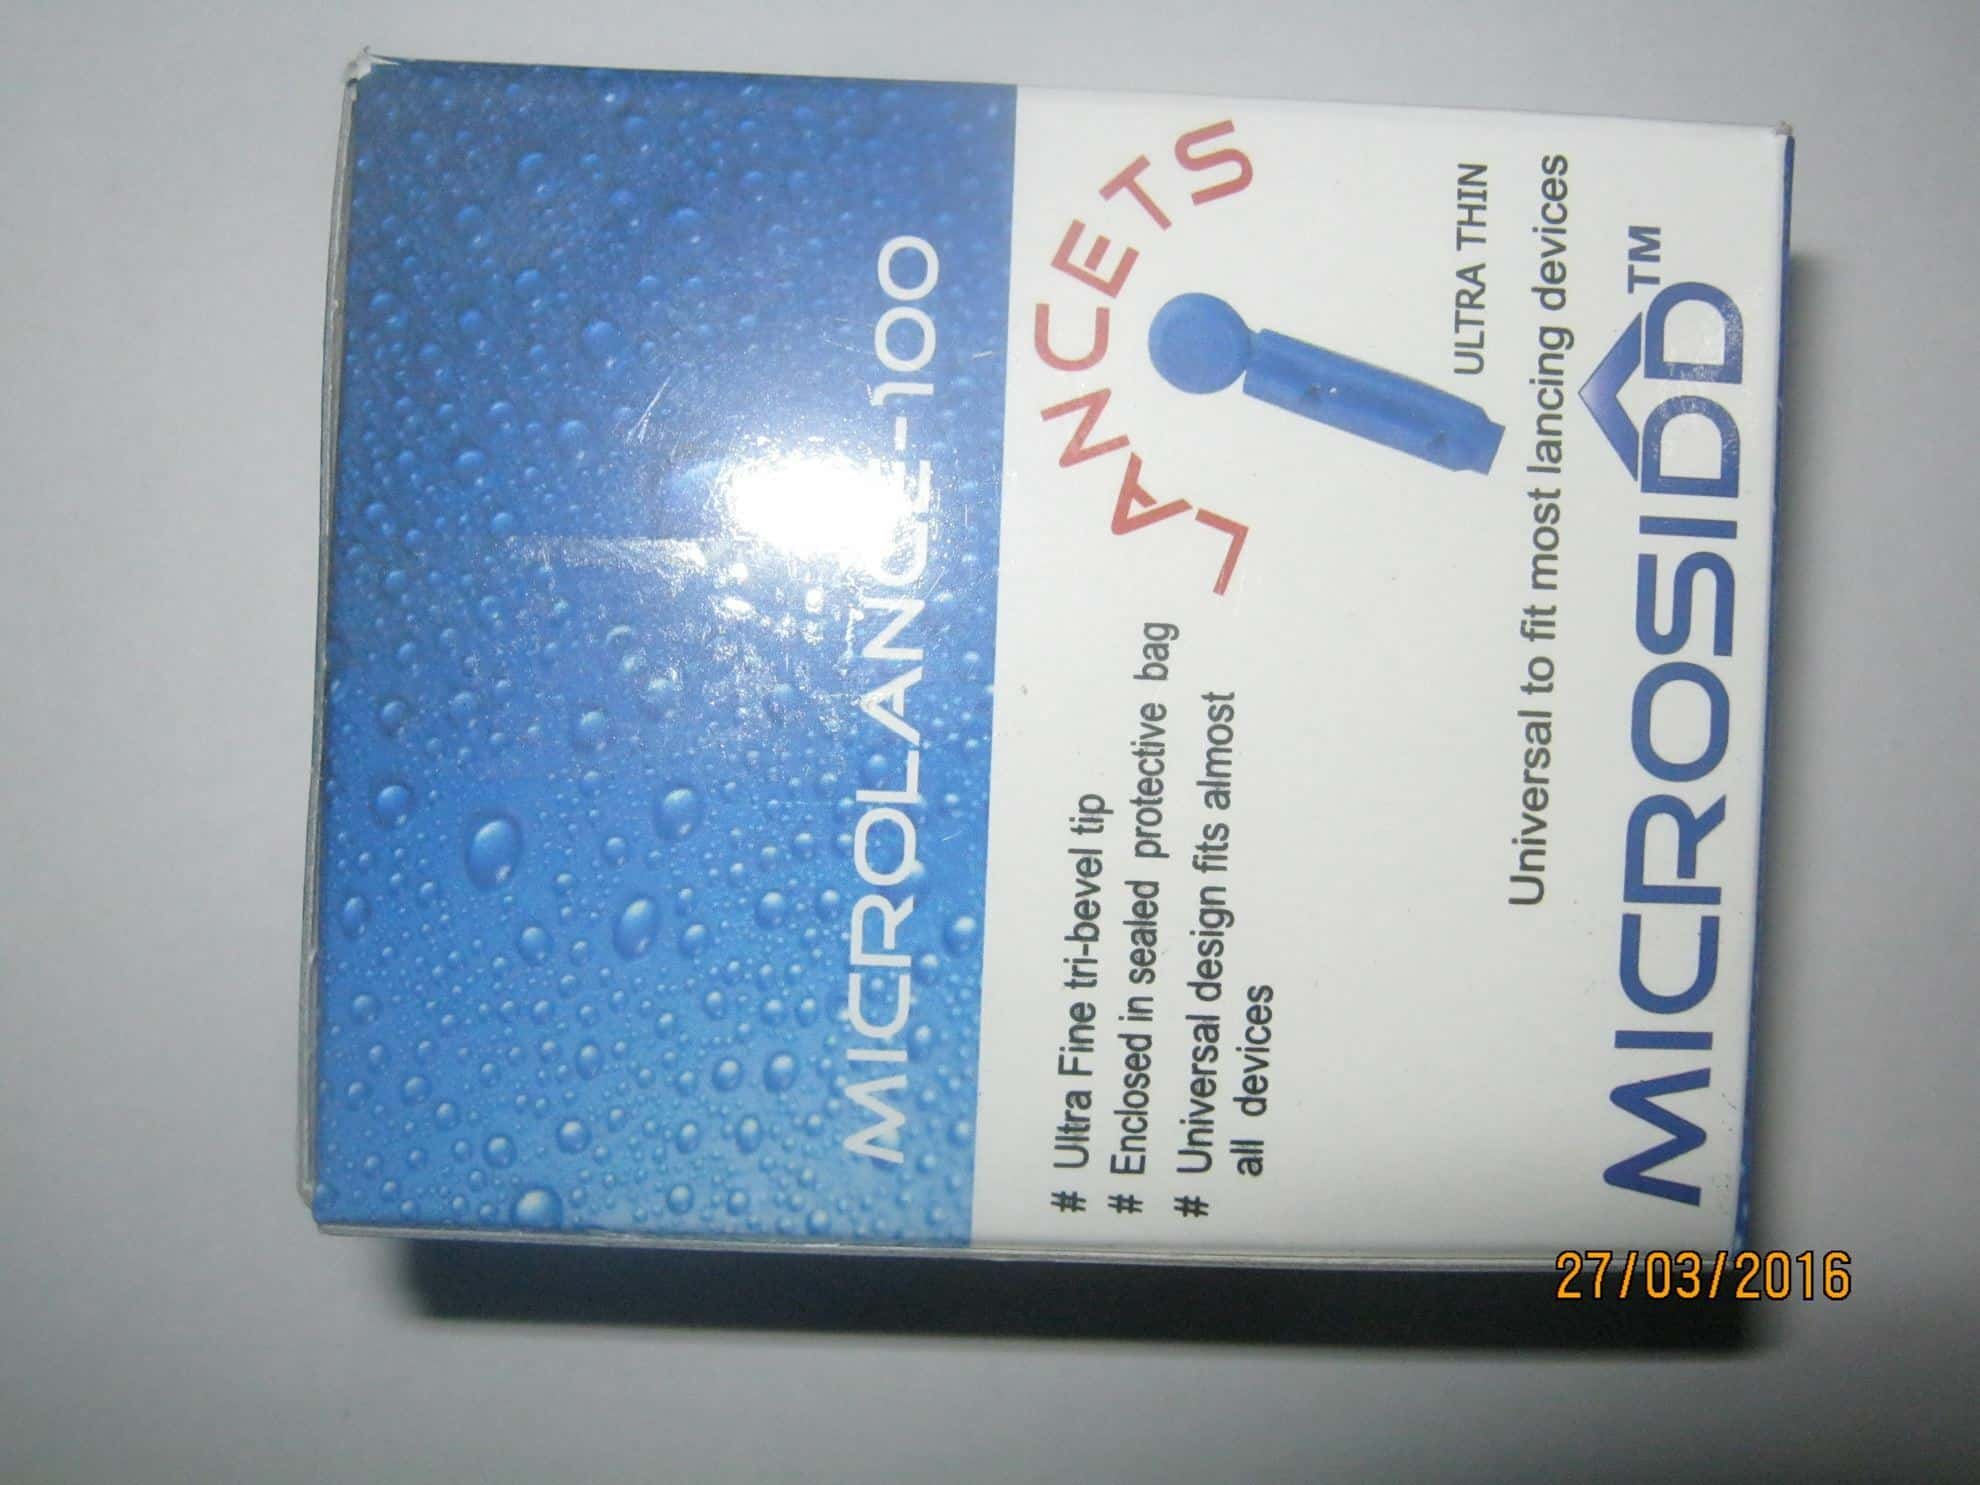 MICROLANCE-100
LANCETS
# Ultra Fine tri-bevel tip
# Enclosed in sealed protective bag
# Universal design fits almost
all devices
ULTRA THIN
Universal to fit most lancing devices
MICROSIDD™
27/03/2016